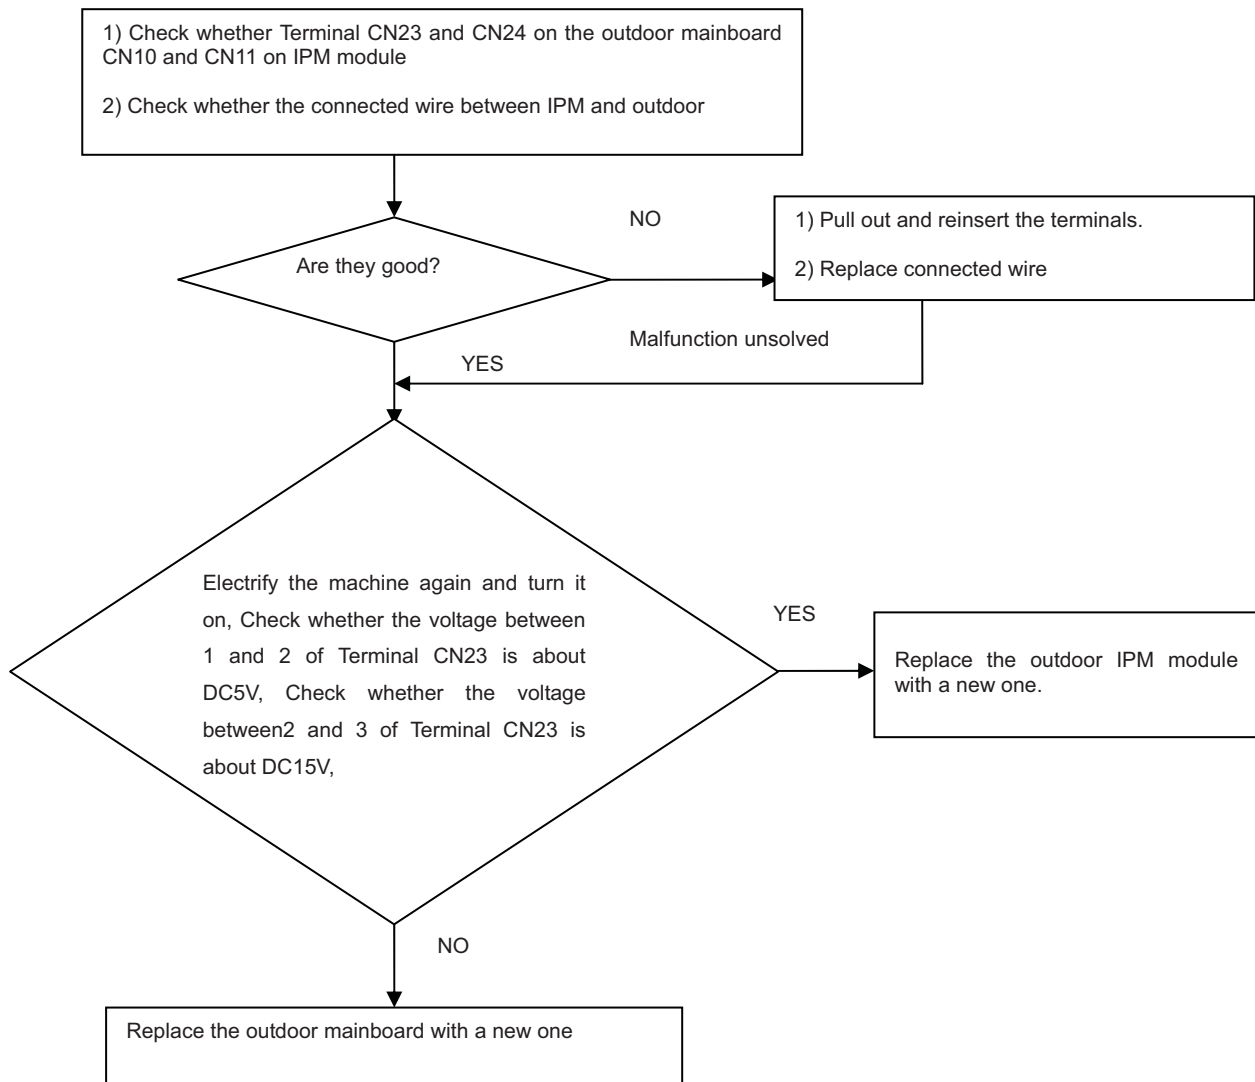 1) Check whether Terminal CN23 and CN24 on the outdoor mainboard
CN10 and CN11 on IPM module
2) Check whether the connected wire between IPM and outdoor
NO
1) Pull out and reinsert the terminals.
2) Replace connected wire
Are they good?
Malfunction unsolved
YES
Electrify the machine again and turn it
on, Check whether the voltage between
1 and 2 of Terminal CN23 is about
DC5V, Check whether the voltage
between2 and 3 of Terminal CN23 is
about DC15V,
YES
Replace the outdoor IPM module
with a new one.
NO
Replace the outdoor mainboard with a new one